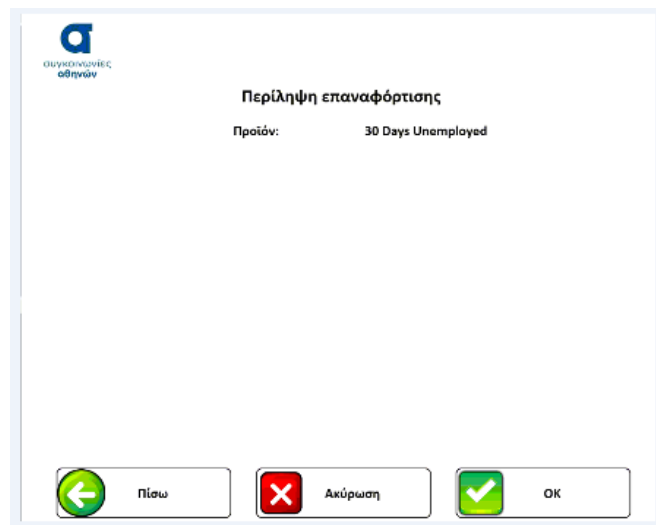 συγκοινωνίες
αθηνών
Περίληψη επαναφόρτισης
Προϊόν: 30 Days Unemployed
Πίσω Ακύρωση OK